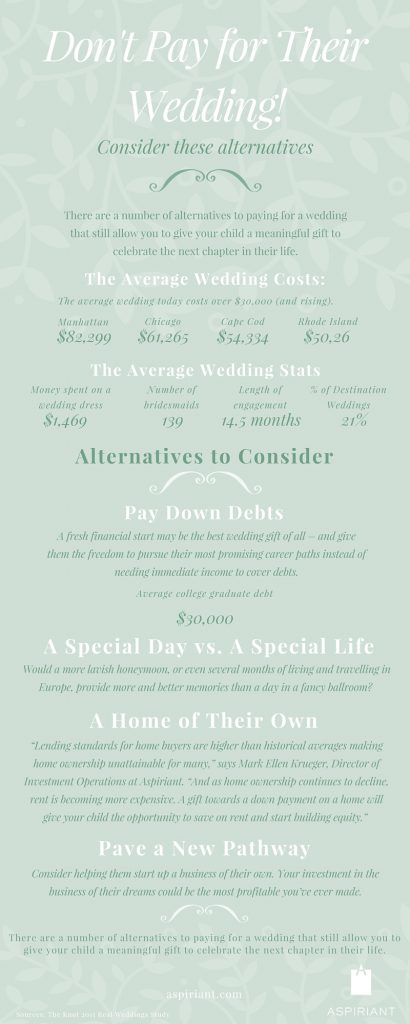 Don't Pay for Their
Wedding!
Consider these alternatives
There are a number of alternatives to paying for a wedding
that still allow you to give your child a meaningful gift to
celebrate the next chapter in their life.
The Average Wedding Costs:
The average wedding today costs over $30,000 (and rising).
Manhattan Chicago Cape Cod Rhode Island
$82,299 $61,265 $54,334 $50,26
The Average Wedding Stats
Money spent on a Number of Length of % of Destination
wedding dress bridesmaids engagement Weddings
$1,469 139 14.5 months 21%
Alternatives to Consider
Pay Down Debts
A fresh financial start may be the best wedding gift of all – and give
them the freedom to pursue their most promising career paths instead of
needing immediate income to cover debts.
Average college graduate debt
$30,000
A Special Day vs. A Special Life
Would a more lavish honeymoon, or even several months of living and travelling in
Europe, provide more and better memories than a day in a fancy ballroom?
A Home of Their Own
“Lending standards for home buyers are higher than historical averages making
home ownership unattainable for many,” says Mark Ellen Krueger, Director of
Investment Operations at Aspiriant. “And as home ownership continues to decline,
rent is becoming more expensive. A gift towards a down payment on a home will
give your child the opportunity to save on rent and start building equity.”
Pave a New Pathway
Consider helping them start up a business of their own. Your investment in the
business of their dreams could be the most profitable you've ever made.
There are a number of alternatives to paying for a wedding that still allow you to
give your child a meaningful gift to celebrate the next chapter in their life.
aspiriant.com
ASPIRIANT
Sources: The Knot 2015 Real Weddings Study